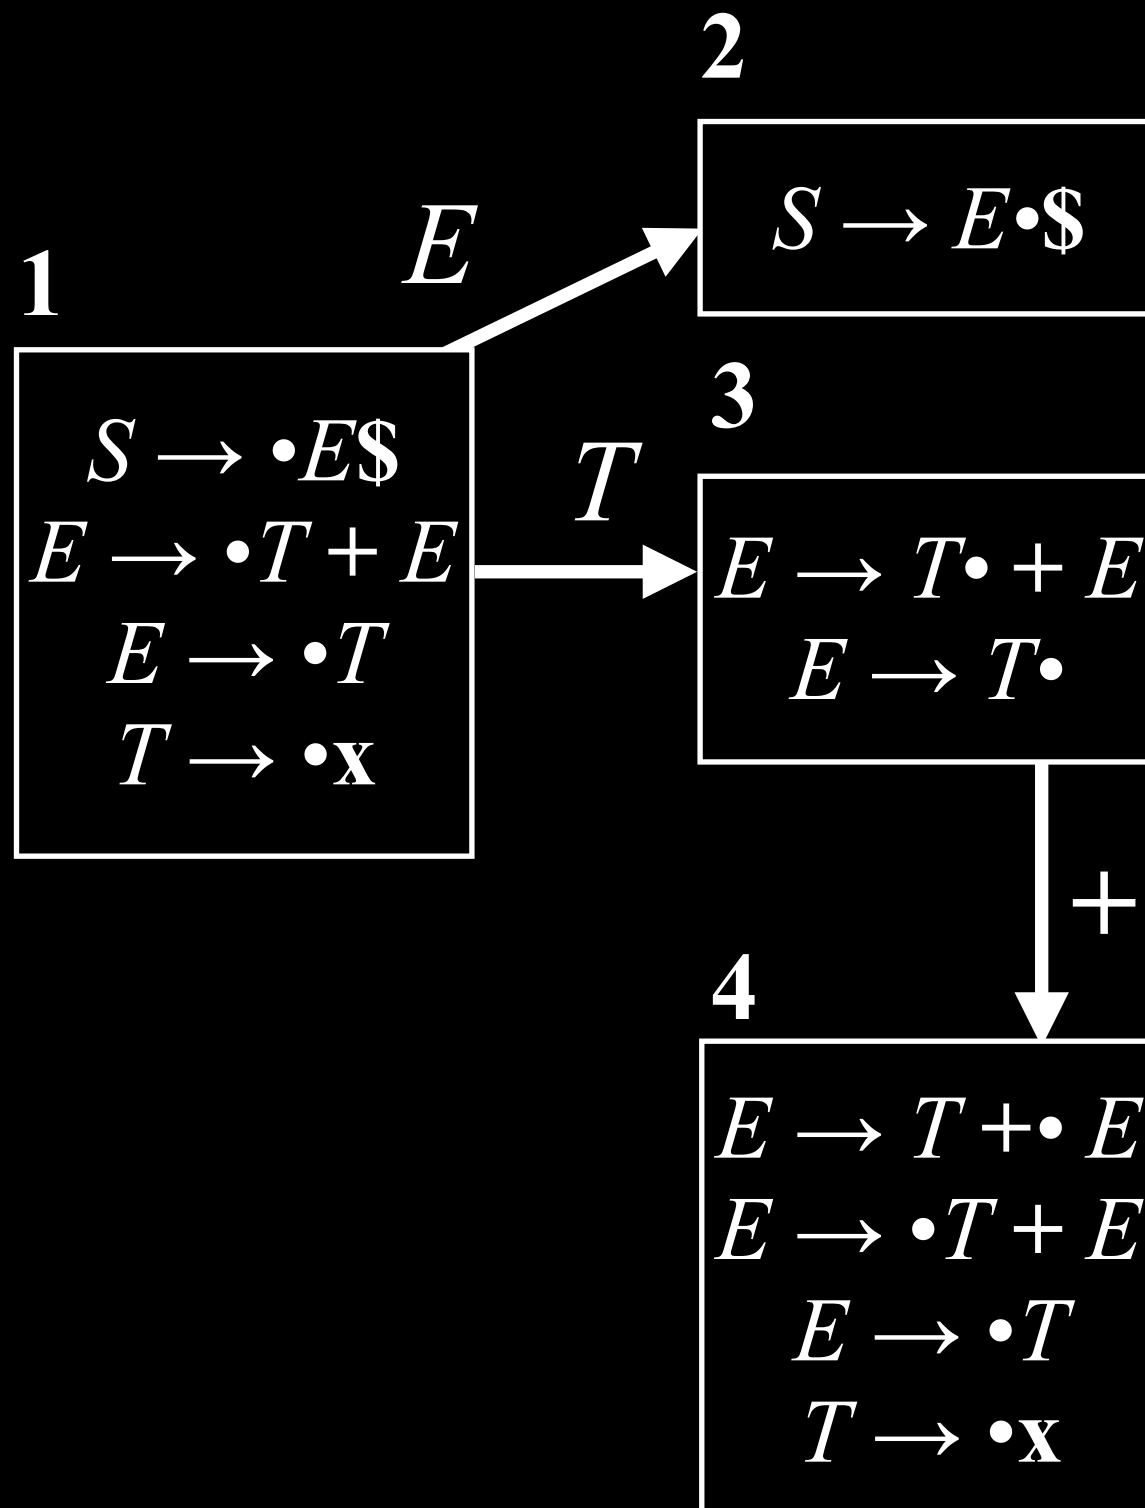 2
S → E•$
E
1
S → •E$
E → •T + E
E → •T
T → •x
T
3
E → T• + E
E → T•
+
4
E → T +• E
E → •T + E
E → •T
T → •x